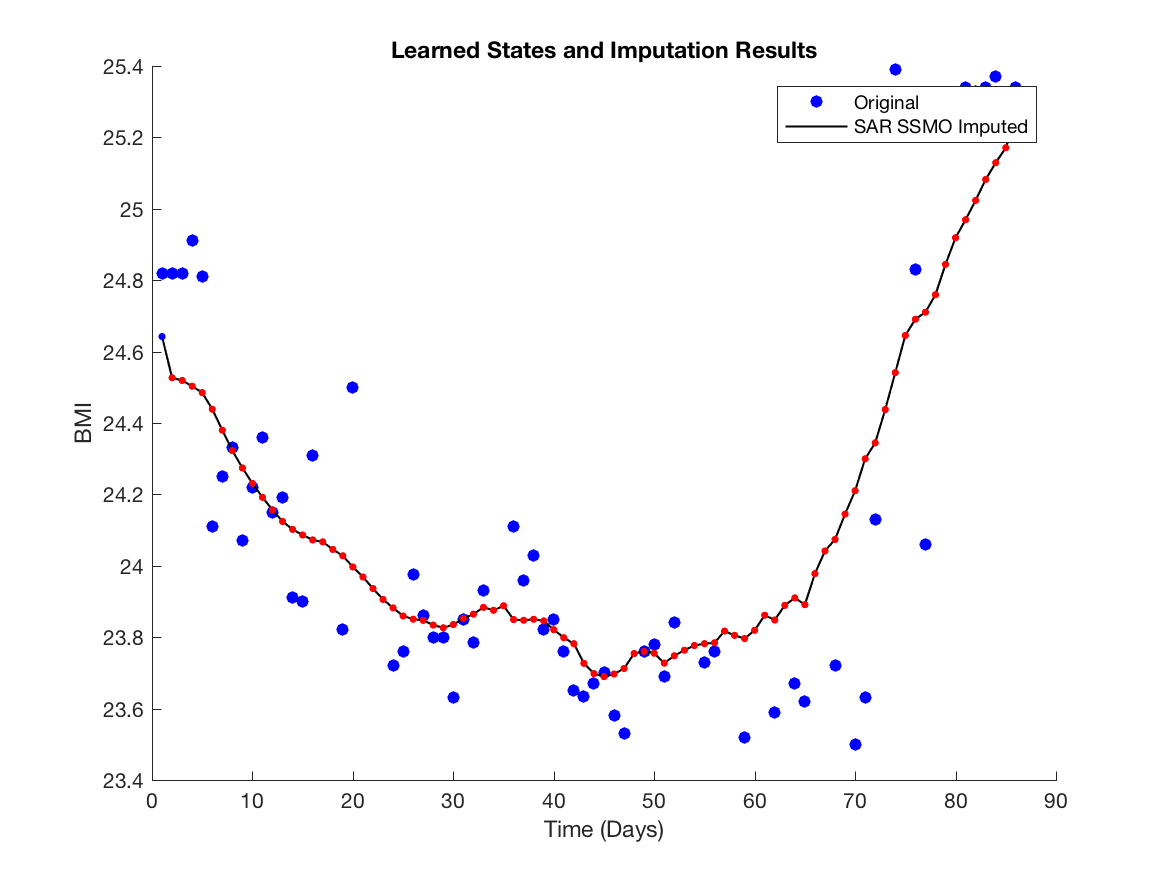 Learned States and Imputation Results
25.4
25.2
25
24.8
24.6
24.4
24.2
24
23.8
23.6
23.4
BMI
Original
SAR SSMO Imputed
0 10 20 30 40 50 60 70 80 90
Time (Days)